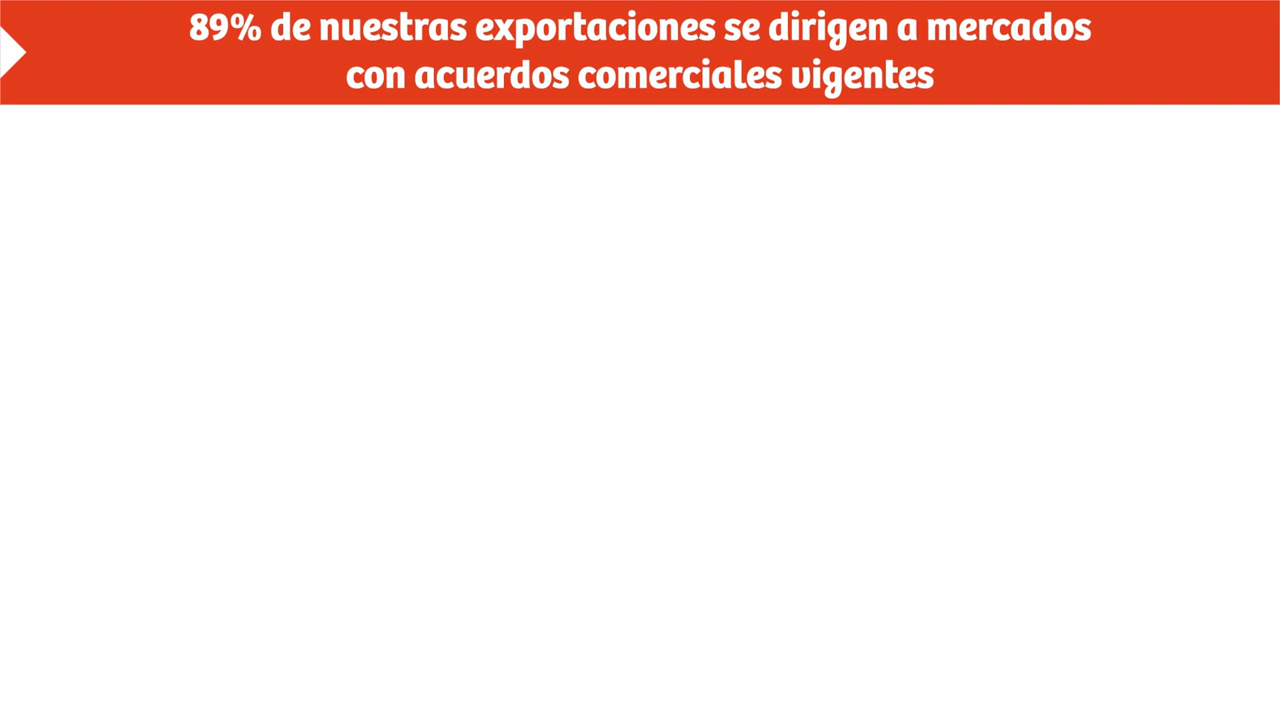 89% de nuestras exportaciones se dirigen a mercados
con acuerdos comerciales vigentes